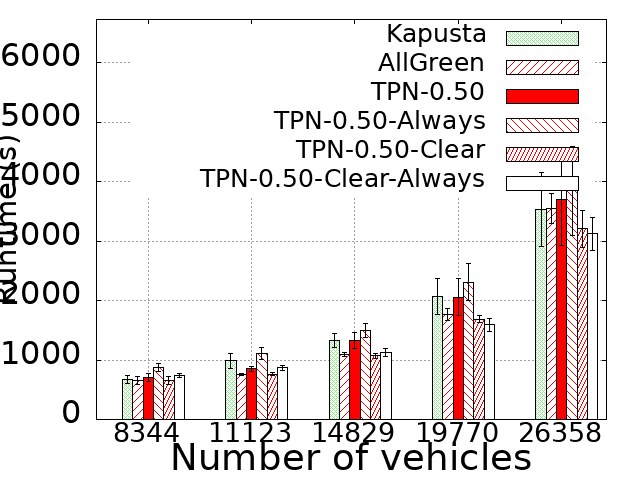 Kapusta
AllGreen
TPN-0.50
TPN-0.50-Always
TPN-0.50-Clear
TPN-0.50-Clear-Always
6000
5000
4000
3000
2000
1000
0
Runtime (s)
8344 11123 14829 19770 26358
Number of vehicles